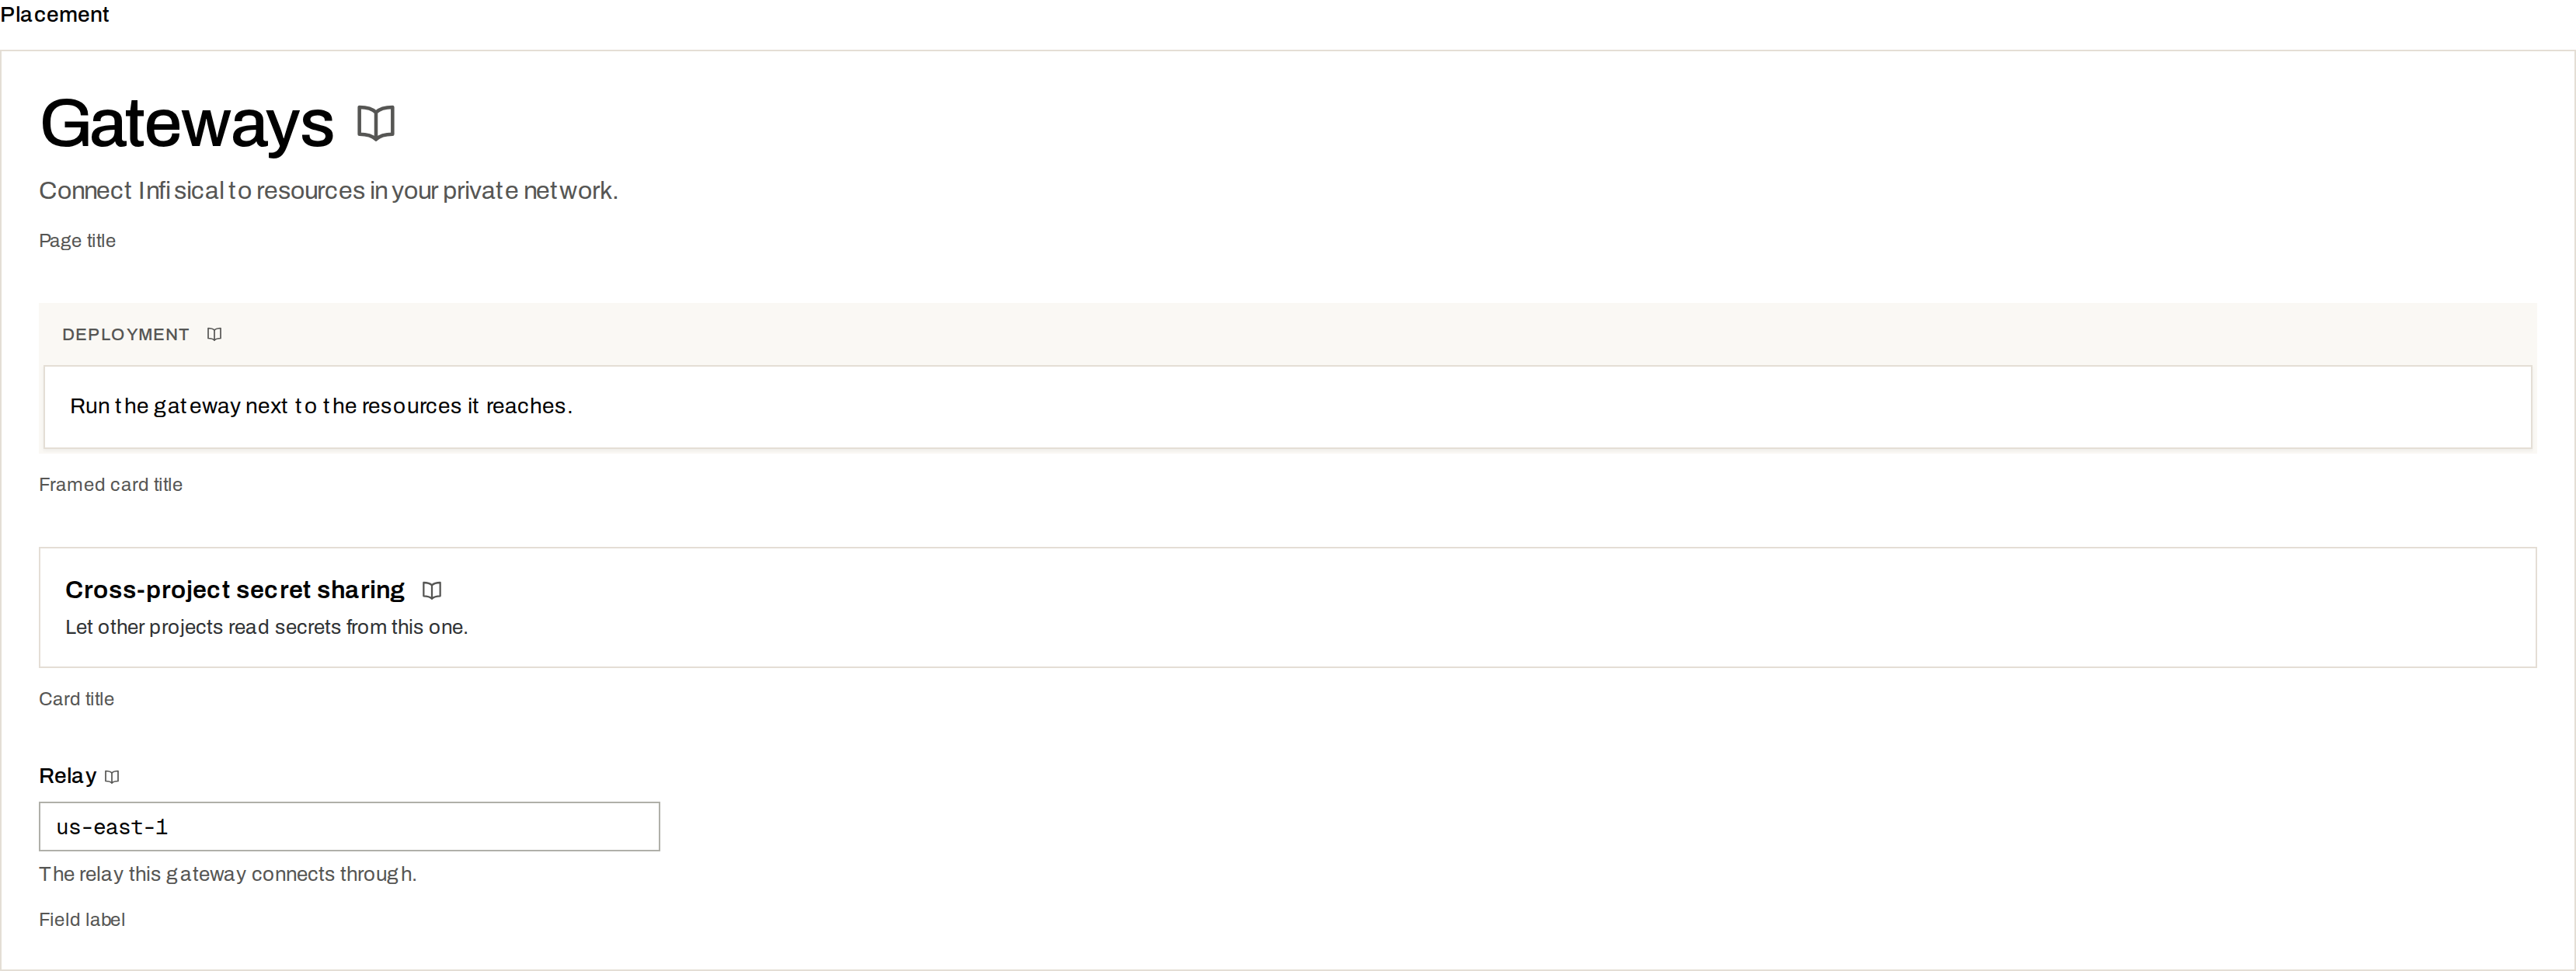 Placement
Gateways
Connect Infisical to resources in your private network.
Page title
DEPLOYMENT
Run the gateway next to the resources it reaches.
Framed card title
Cross-project secret sharing
Let other projects read secrets from this one.
Card title
Relay
us-east-1
The relay this gateway connects through.
Field label